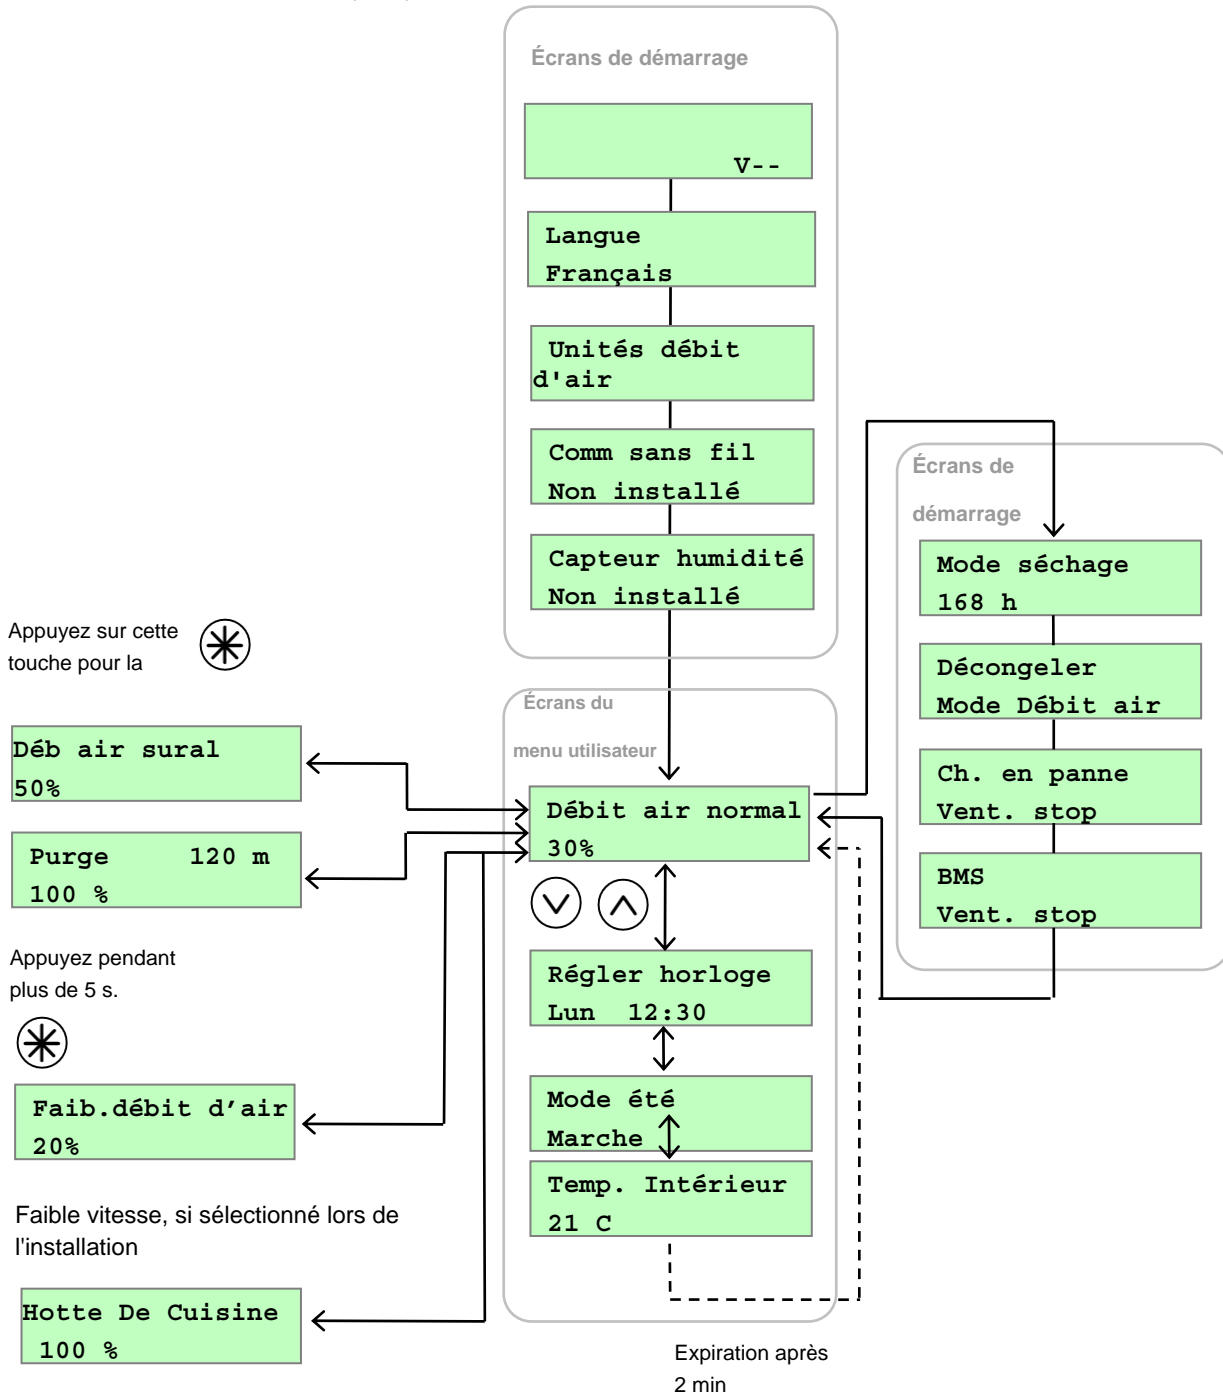 Écrans de démarrage
V--
Langue
Français
Unités débit
d'air
Comm sans fil
Non installé
Capteur humidité
Non installé
Écrans de
démarrage
Mode séchage
168 h
Décongeler
Mode Débit air
Ch. en panne
Vent. stop
BMS
Vent. stop
Appuyez sur cette
touche pour la
Déb air sural
50%
Purge 120 m
100 %
Appuyez pendant
plus de 5 s.
Faib.débit d’air
20%
Faible vitesse, si sélectionné lors de
l'installation
Hotte De Cuisine
100 %
Écrans du
menu utilisateur
Débit air normal
30%
Régler horloge
Lun 12:30
Mode été
Marche
Temp. Intérieur
21 C
Expiration après
2 min